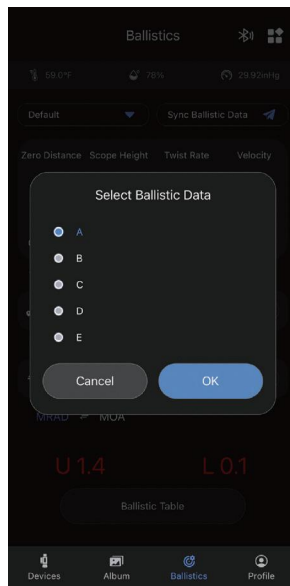 Ballistics
59.0°F 78% 29.92inHg
Default Sync Ballistic Data
Zero Distance Scope Height Twist Rate Velocity
Select Ballistic Data
A
B
C
D
E
Cancel OK
MRAD MOA
U 1.4 L 0.1
Ballistic Table
Devices Album Ballistics Profile